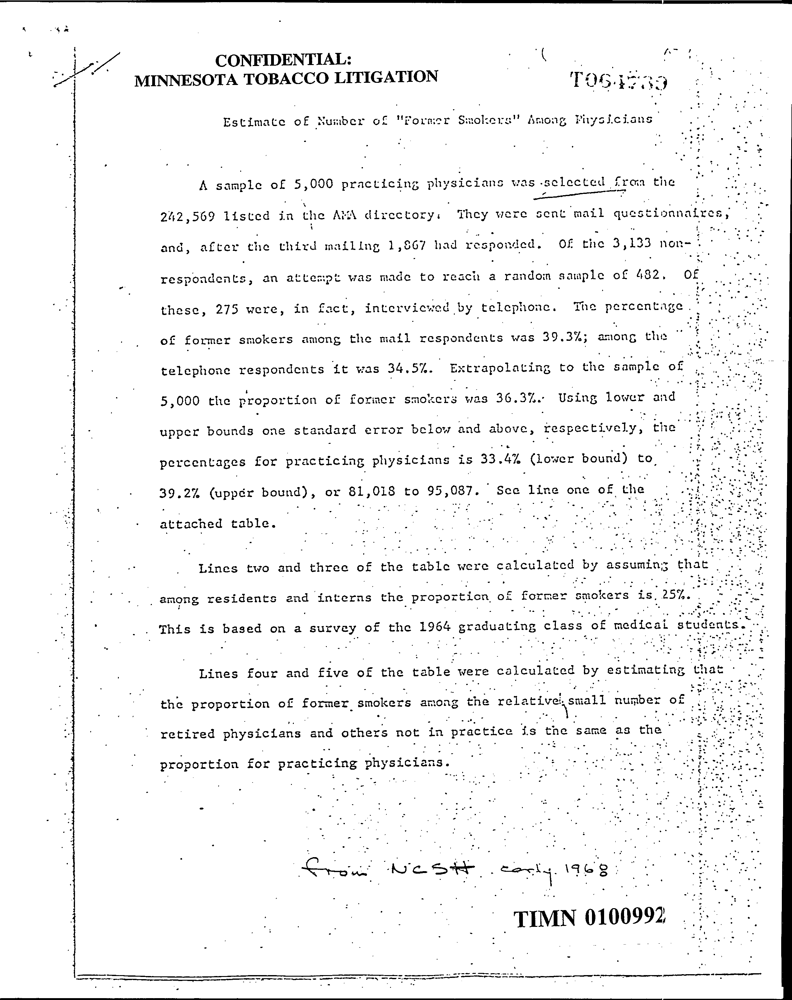 CONFIDENTIAL:
MINNESOTA TOBACCO LITIGATION
Estimate of Number of "Former Smokers" Among Physicians
A sample of 5,000 practicing physicians was selected from the
242,569 listed in the AMA directory. They were sent mail questionnaires,
and, after the third mailing 1,867 had responded. Of the 3,133 non-
respondents, an attempt was made to reach a random sample of 482. Of
these, 275 were, in fact, interviewed by telephone. The percentage
of former smokers among the mail respondents was 39.3%; among the
telephone respondents it was 34.5%. Extrapolating to the sample of
5,000 the proportion of former smokers was 36.3%. Using lower and
upper bounds one standard error below and above, respectively, the
percentages for practicing physicians is 33.4% (lower bound) to
39.2% (upper bound), or 81,018 to 95,087. See line one of the
attached table.
Lines two and three of the table were calculated by assuming that
among residents and interns the proportion of former smokers is 25%.
This is based on a survey of the 1964 graduating class of medical students.
Lines four and five of the table were calculated by estimating that
the proportion of former smokers among the relative small number of
retired physicians and others not in practice is the same as the
proportion for practicing physicians.
from NCSH early 1968
TIMN 0100992